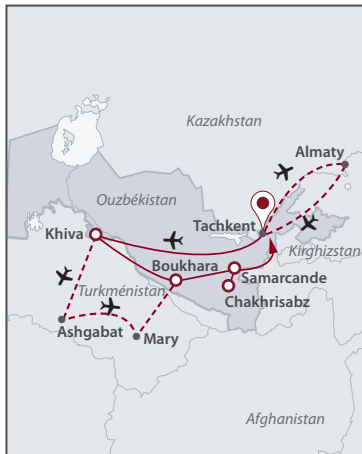 Kazakhstan
Almaty
Ouzbékistan
Tachkent
Khiva
Kirghizstan
Boukhara
Samarcande
Turkménistan
Chakhrisabz
Ashgabat
Mary
Afghanistan